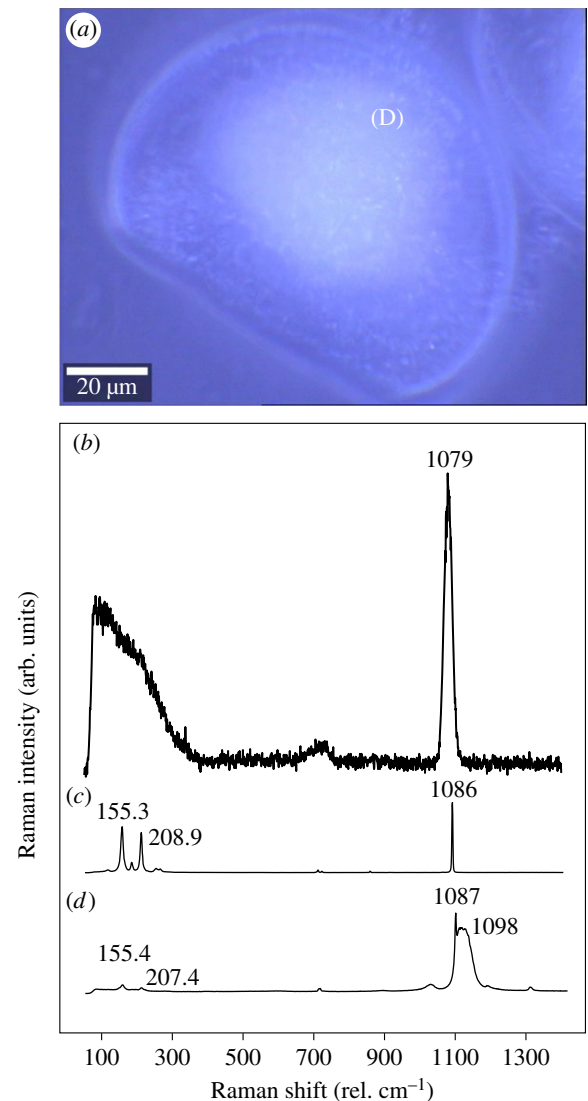 (a)
(D)
20 μm
(b)
1079
Raman intensity (arb. units)
(c)
155.3
208.9
1086
(d)
155.4
207.4
1087
1098
100 300 500 700 900 1100 1300
Raman shift (rel. cm⁻¹)